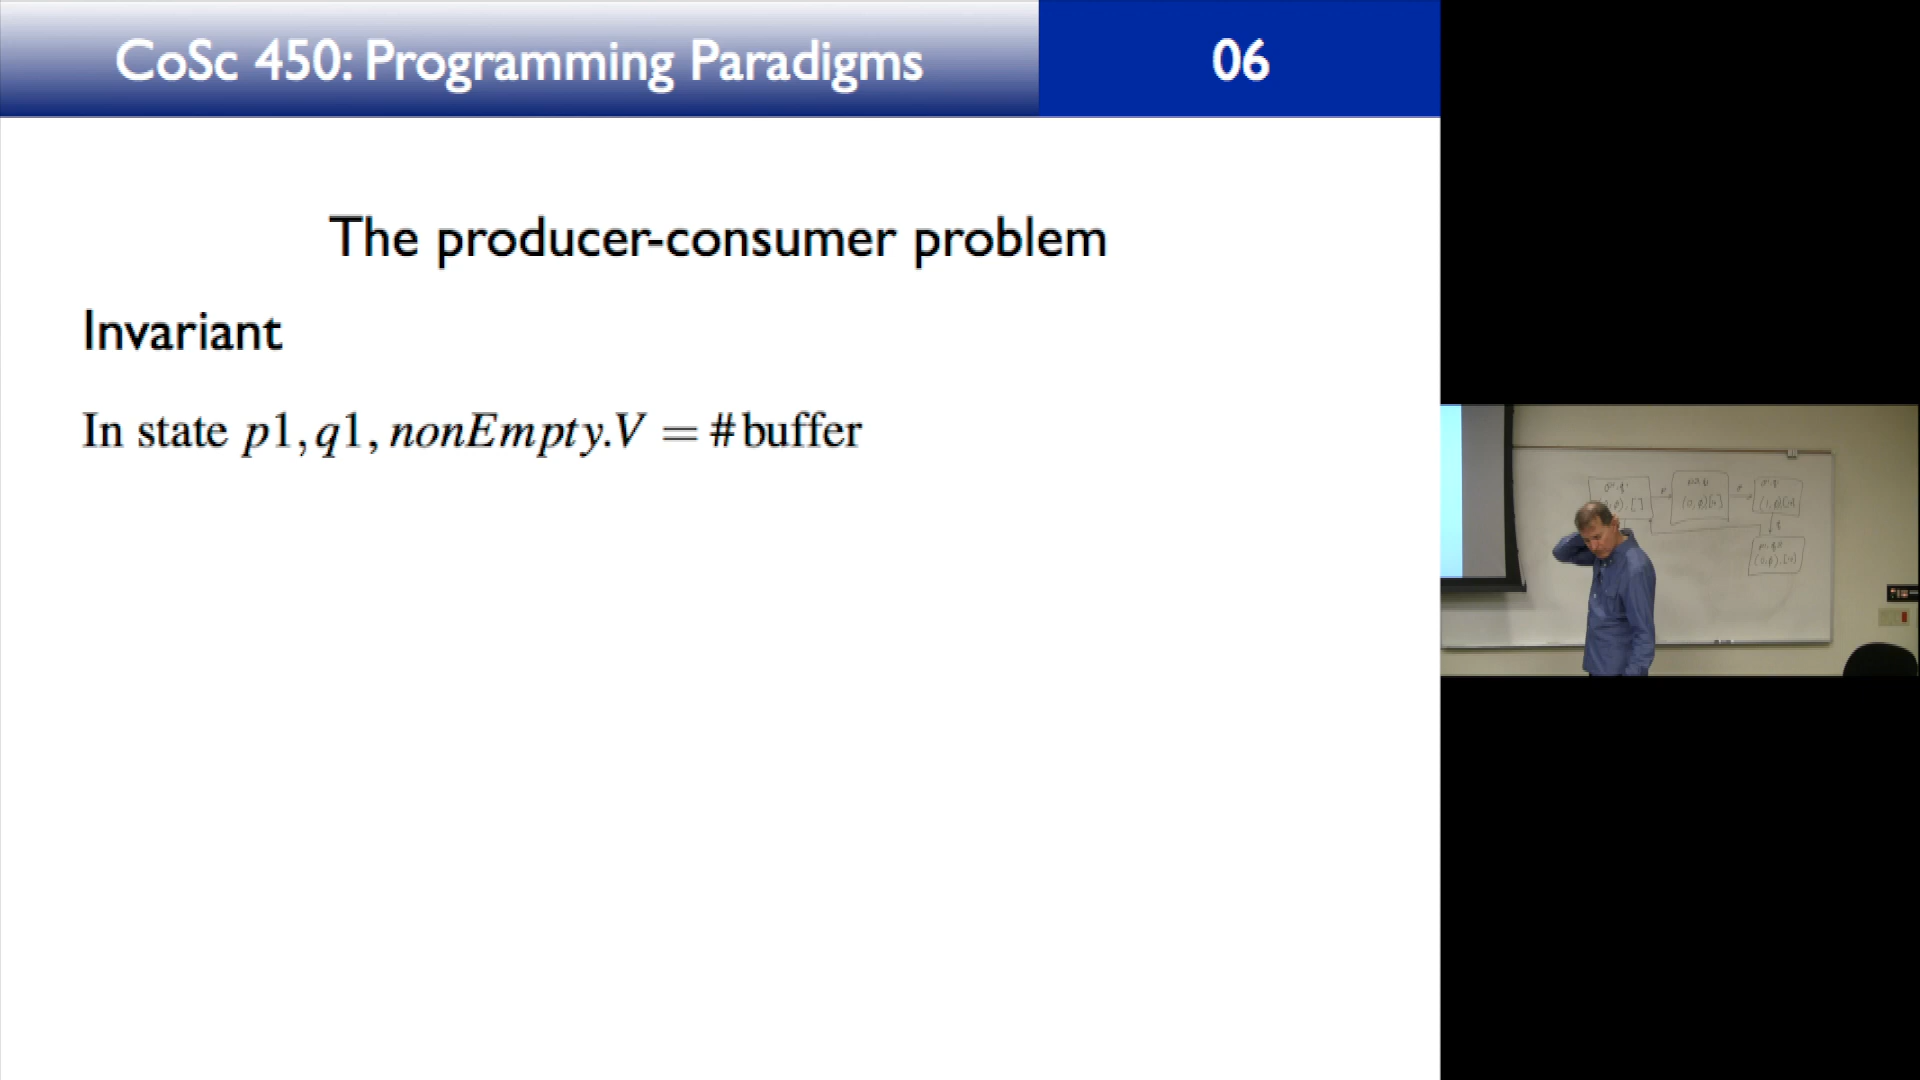 CoSc 450: Programming Paradigms
06
The producer-consumer problem
Invariant
In state p1, q1, nonEmpty.V = #buffer